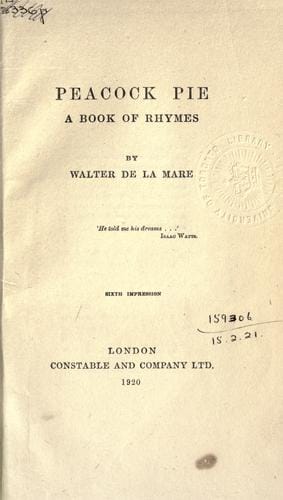 PEACOCK PIE
A BOOK OF RHYMES
BY
WALTER DE LA MARE
'He told me his dreams . . .'
ISAAC WATTS.
SIXTH IMPRESSION
159306
15.2.21.
LONDON
CONSTABLE AND COMPANY LTD.
1920